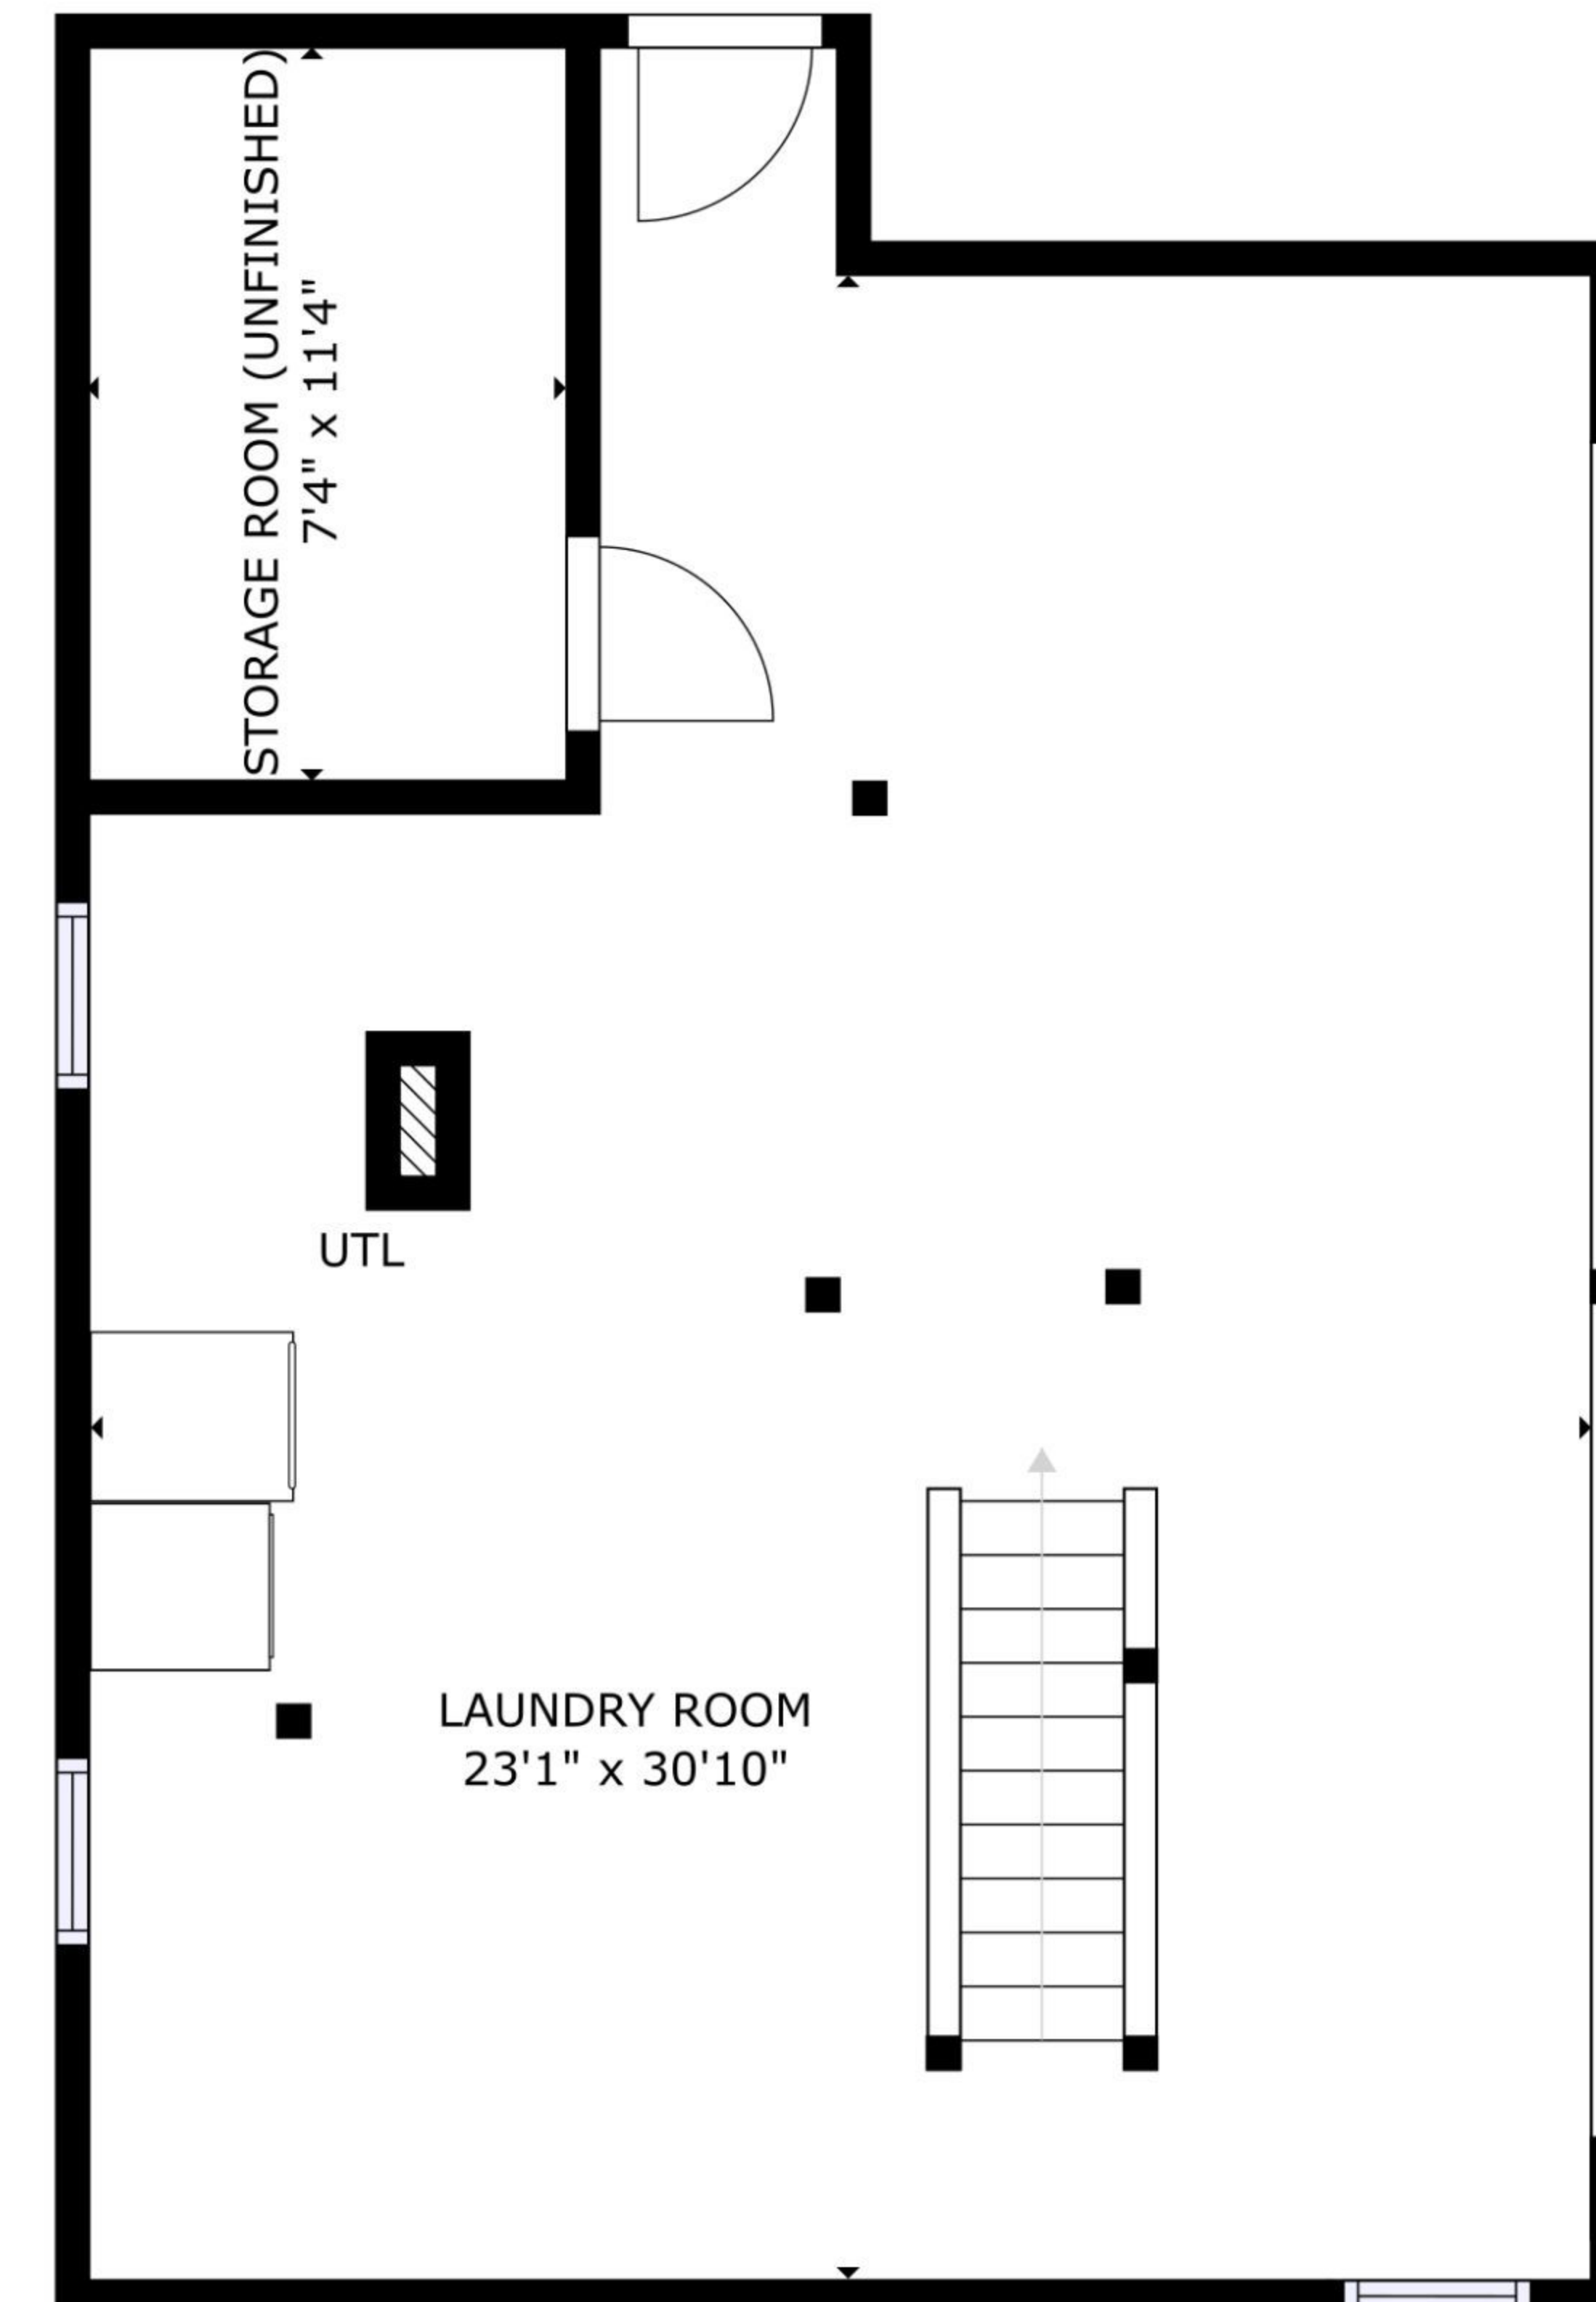 STORAGE ROOM (UNFINISHED)
7'4" x 11'4"
UTL
LAUNDRY ROOM
23'1" x 30'10"